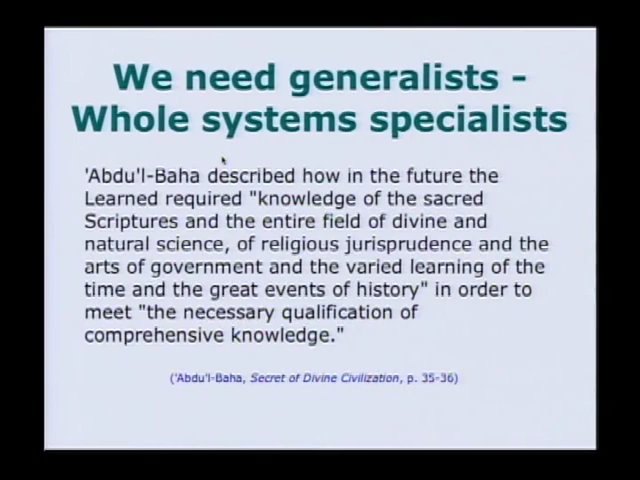 We need generalists -
Whole systems specialists
'Abdu'l-Baha described how in the future the
Learned required "knowledge of the sacred
Scriptures and the entire field of divine and
natural science, of religious jurisprudence and the
arts of government and the varied learning of the
time and the great events of history" in order to
meet "the necessary qualification of
comprehensive knowledge."
('Abdu'l-Baha, Secret of Divine Civilization, p. 35-36)